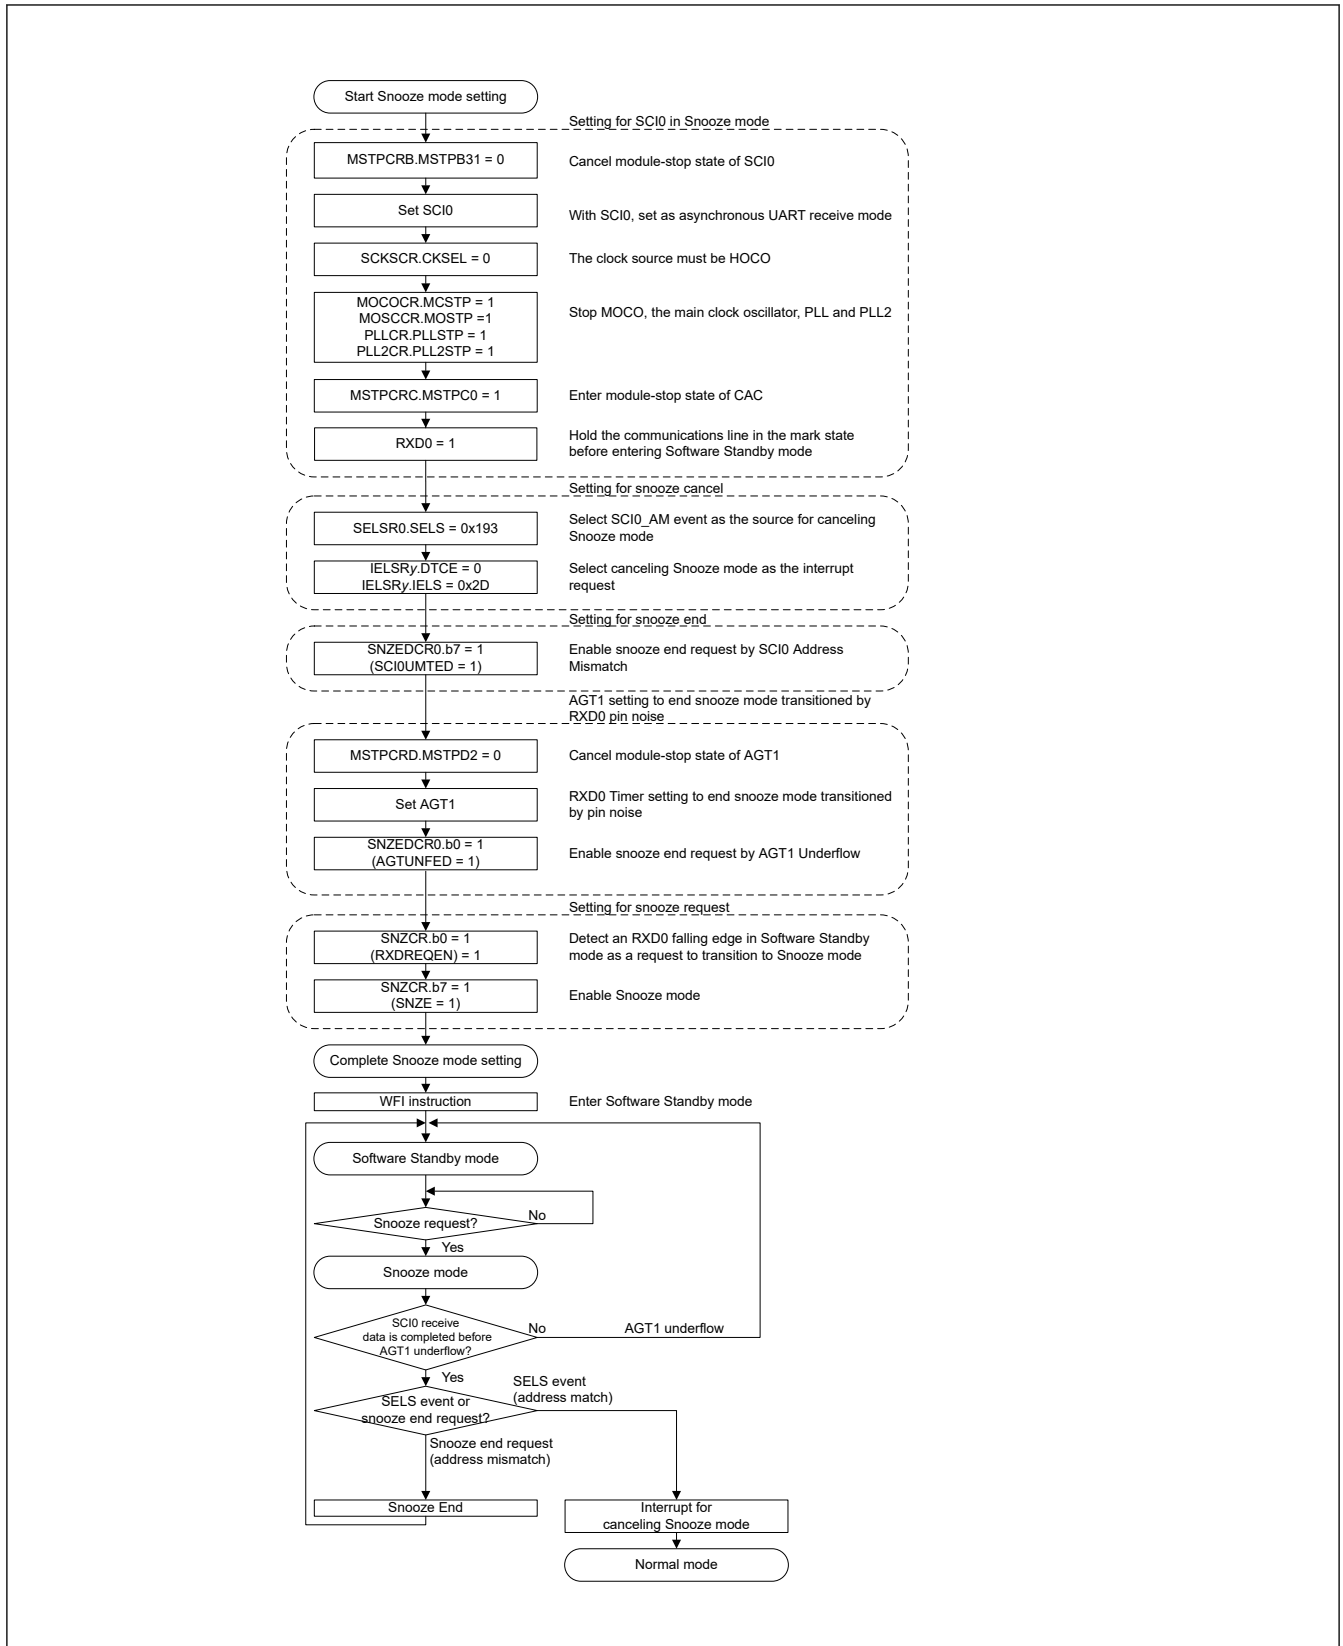 Start Snooze mode setting
Setting for SCI0 in Snooze mode
MSTPCRB.MSTPB31 = 0
Cancel module-stop state of SCI0
Set SCI0
With SCI0, set as asynchronous UART receive mode
SCKSCR.CKSEL = 0
The clock source must be HOCO
MOCOCR.MCSTP = 1
MOSCCR.MOSTP =1
PLLCR.PLLSTP = 1
PLL2CR.PLL2STP = 1
Stop MOCO, the main clock oscillator, PLL and PLL2
MSTPCRC.MSTPC0 = 1
Enter module-stop state of CAC
RXD0 = 1
Hold the communications line in the mark state
before entering Software Standby mode
Setting for snooze cancel
SELSR0.SELS = 0x193
Select SCI0_AM event as the source for canceling
Snooze mode
IELSRy.DTCE = 0
IELSRy.IELS = 0x2D
Select canceling Snooze mode as the interrupt
request
Setting for snooze end
SNZEDCR0.b7 = 1
(SCI0UMTED = 1)
Enable snooze end request by SCI0 Address
Mismatch
AGT1 setting to end snooze mode transitioned by
RXD0 pin noise
MSTPCRD.MSTPD2 = 0
Cancel module-stop state of AGT1
Set AGT1
RXD0 Timer setting to end snooze mode transitioned
by pin noise
SNZEDCR0.b0 = 1
(AGTUNFED = 1)
Enable snooze end request by AGT1 Underflow
Setting for snooze request
SNZCR.b0 = 1
(RXDREQEN) = 1
Detect an RXD0 falling edge in Software Standby
mode as a request to transition to Snooze mode
SNZCR.b7 = 1
(SNZE = 1)
Enable Snooze mode
Complete Snooze mode setting
WFI instruction
Enter Software Standby mode
Software Standby mode
Snooze request?
No
Yes
Snooze mode
SCI0 receive
data is completed before
AGT1 underflow?
No
AGT1 underflow
Yes
SELS event or
snooze end request?
SELS event
(address match)
Snooze end request
(address mismatch)
Snooze End
Interrupt for
canceling Snooze mode
Normal mode